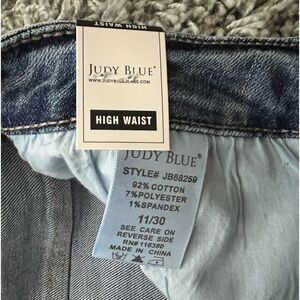 HIGH WAIST
JUDY BLUE®
WWW.JUDYBLUEJEANS.COM
HIGH WAIST
JUDY BLUE®
STYLE# JB88259
92% COTTON
7% POLYESTER
1% SPANDEX
11/30
SEE CARE ON
REVERSE SIDE
RN# 116380
MADE IN CHINA